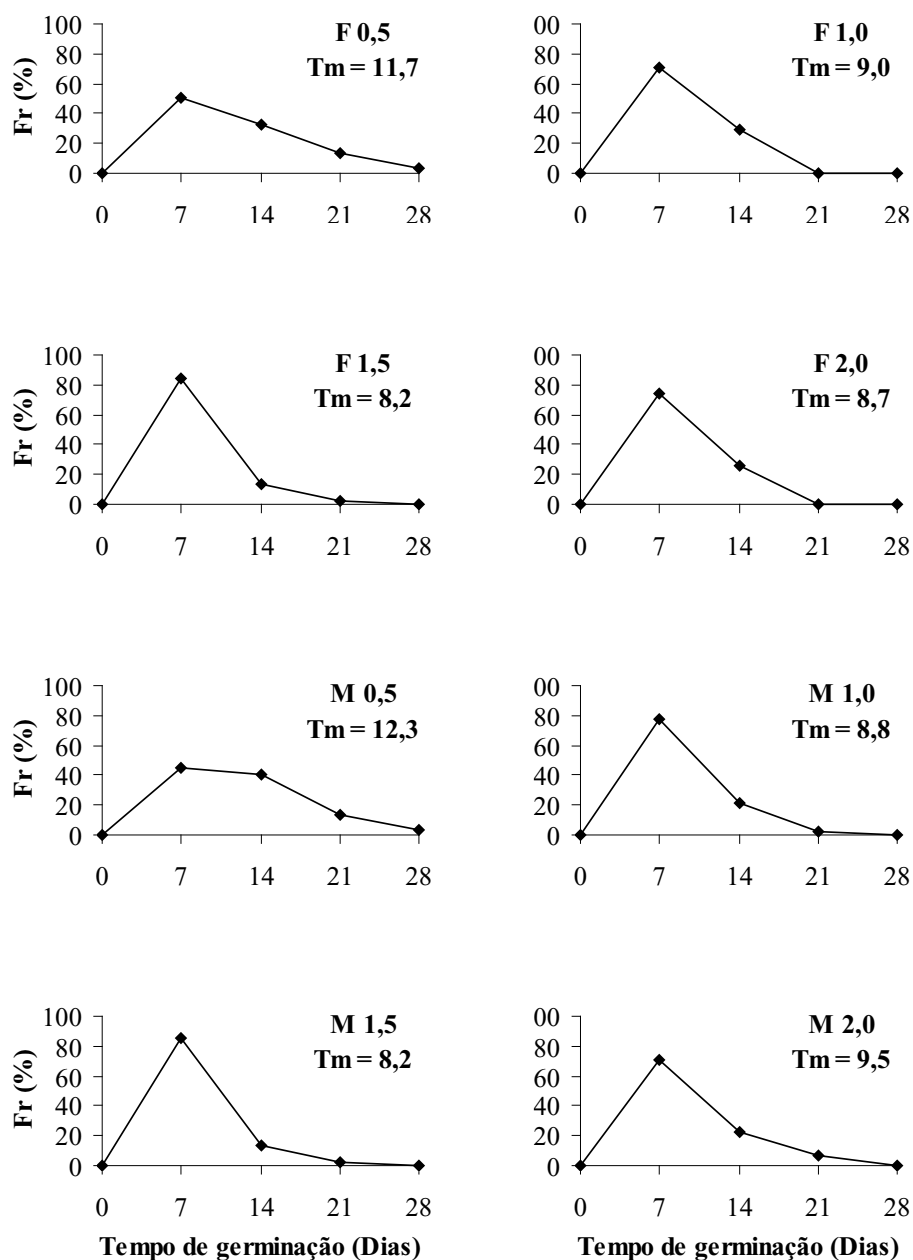 100
80
60
40
20
0
Fr (%)
F 0,5
Tm = 11,7
0 7 14 21 28
00
80
60
40
20
0
F 1,0
Tm = 9,0
0 7 14 21 28
100
80
60
40
20
0
Fr (%)
F 1,5
Tm = 8,2
0 7 14 21 28
00
80
60
40
20
0
F 2,0
Tm = 8,7
0 7 14 21 28
100
80
60
40
20
0
Fr (%)
M 0,5
Tm = 12,3
0 7 14 21 28
00
80
60
40
20
0
M 1,0
Tm = 8,8
0 7 14 21 28
100
80
60
40
20
0
Fr (%)
M 1,5
Tm = 8,2
0 7 14 21 28
Tempo de germinação (Dias)
00
80
60
40
20
0
M 2,0
Tm = 9,5
0 7 14 21 28
Tempo de germinação (Dias)